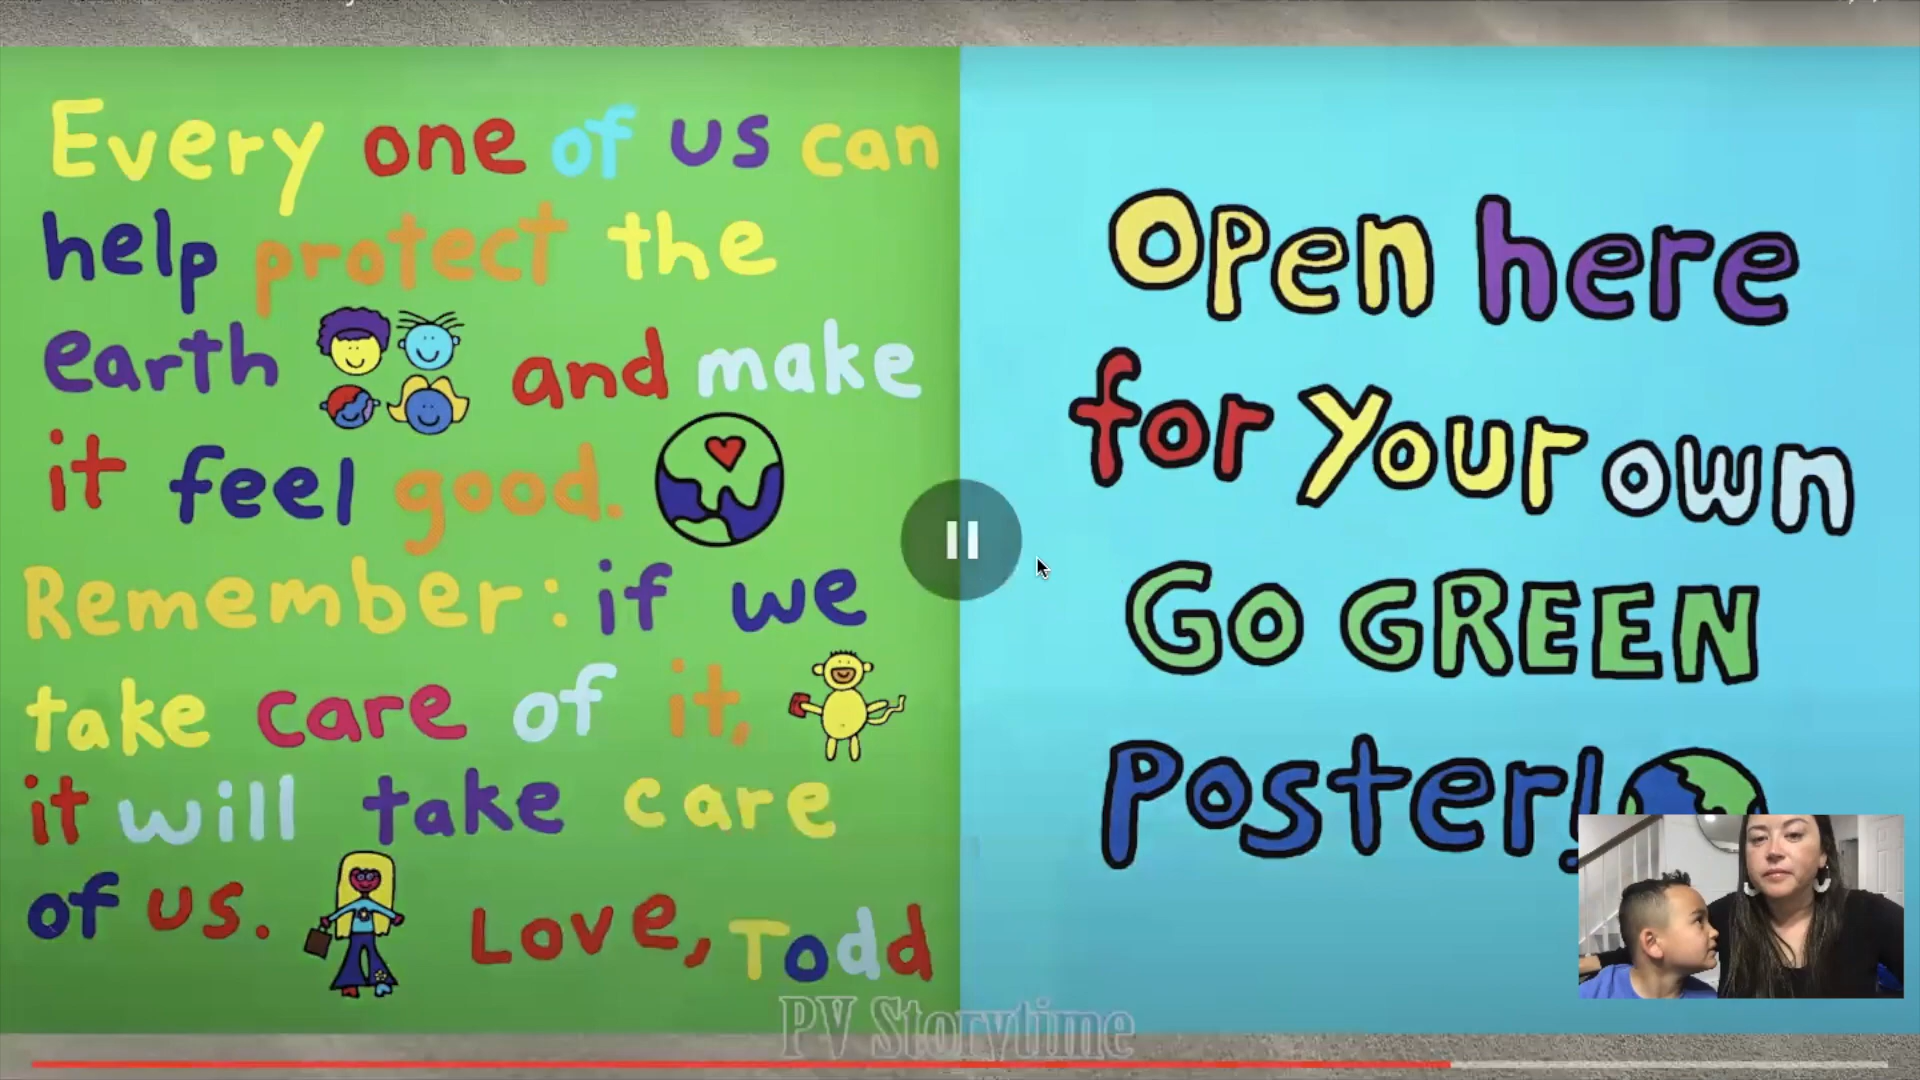 Every one of us can
help protect the
earth and make
it feel good.
Remember: if we
take care of it,
it will take care
of us. Love, Todd
Open here
for your own
GO GREEN
Poster!
PV Storytime